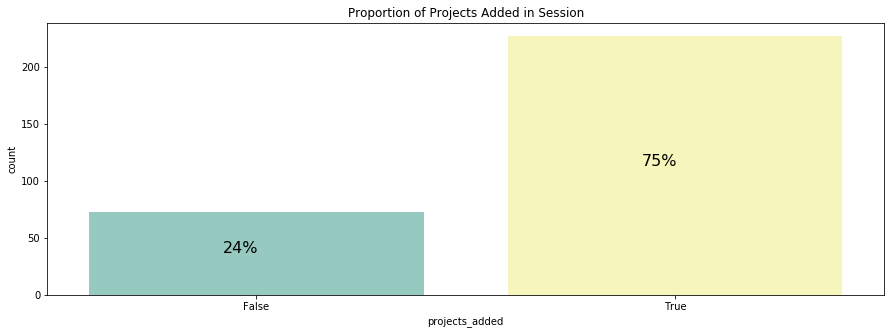 Proportion of Projects Added in Session
count
200
150
100
50
0
75%
24%
False
True
projects_added